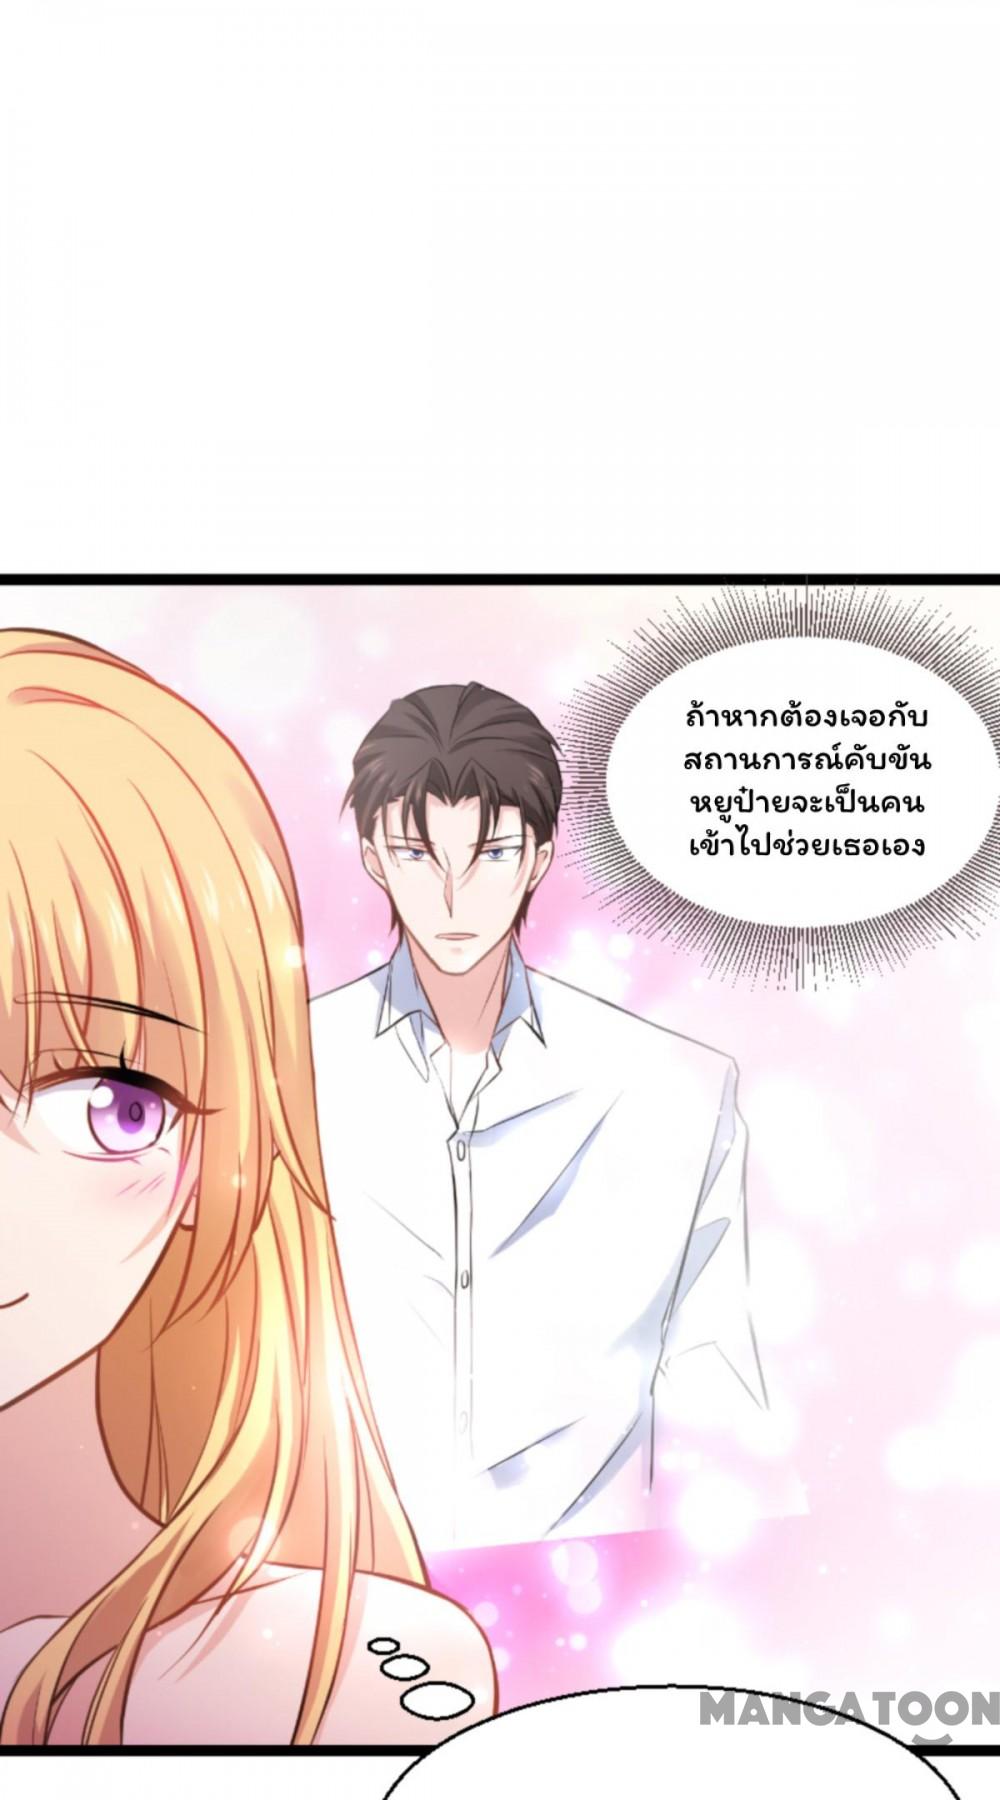 ถ้าหากต้องเจอกับ
สถานการณ์คับขัน
หยูป๋ายจะเป็นคน
เข้าไปช่วยเธอเอง
MANGATOON